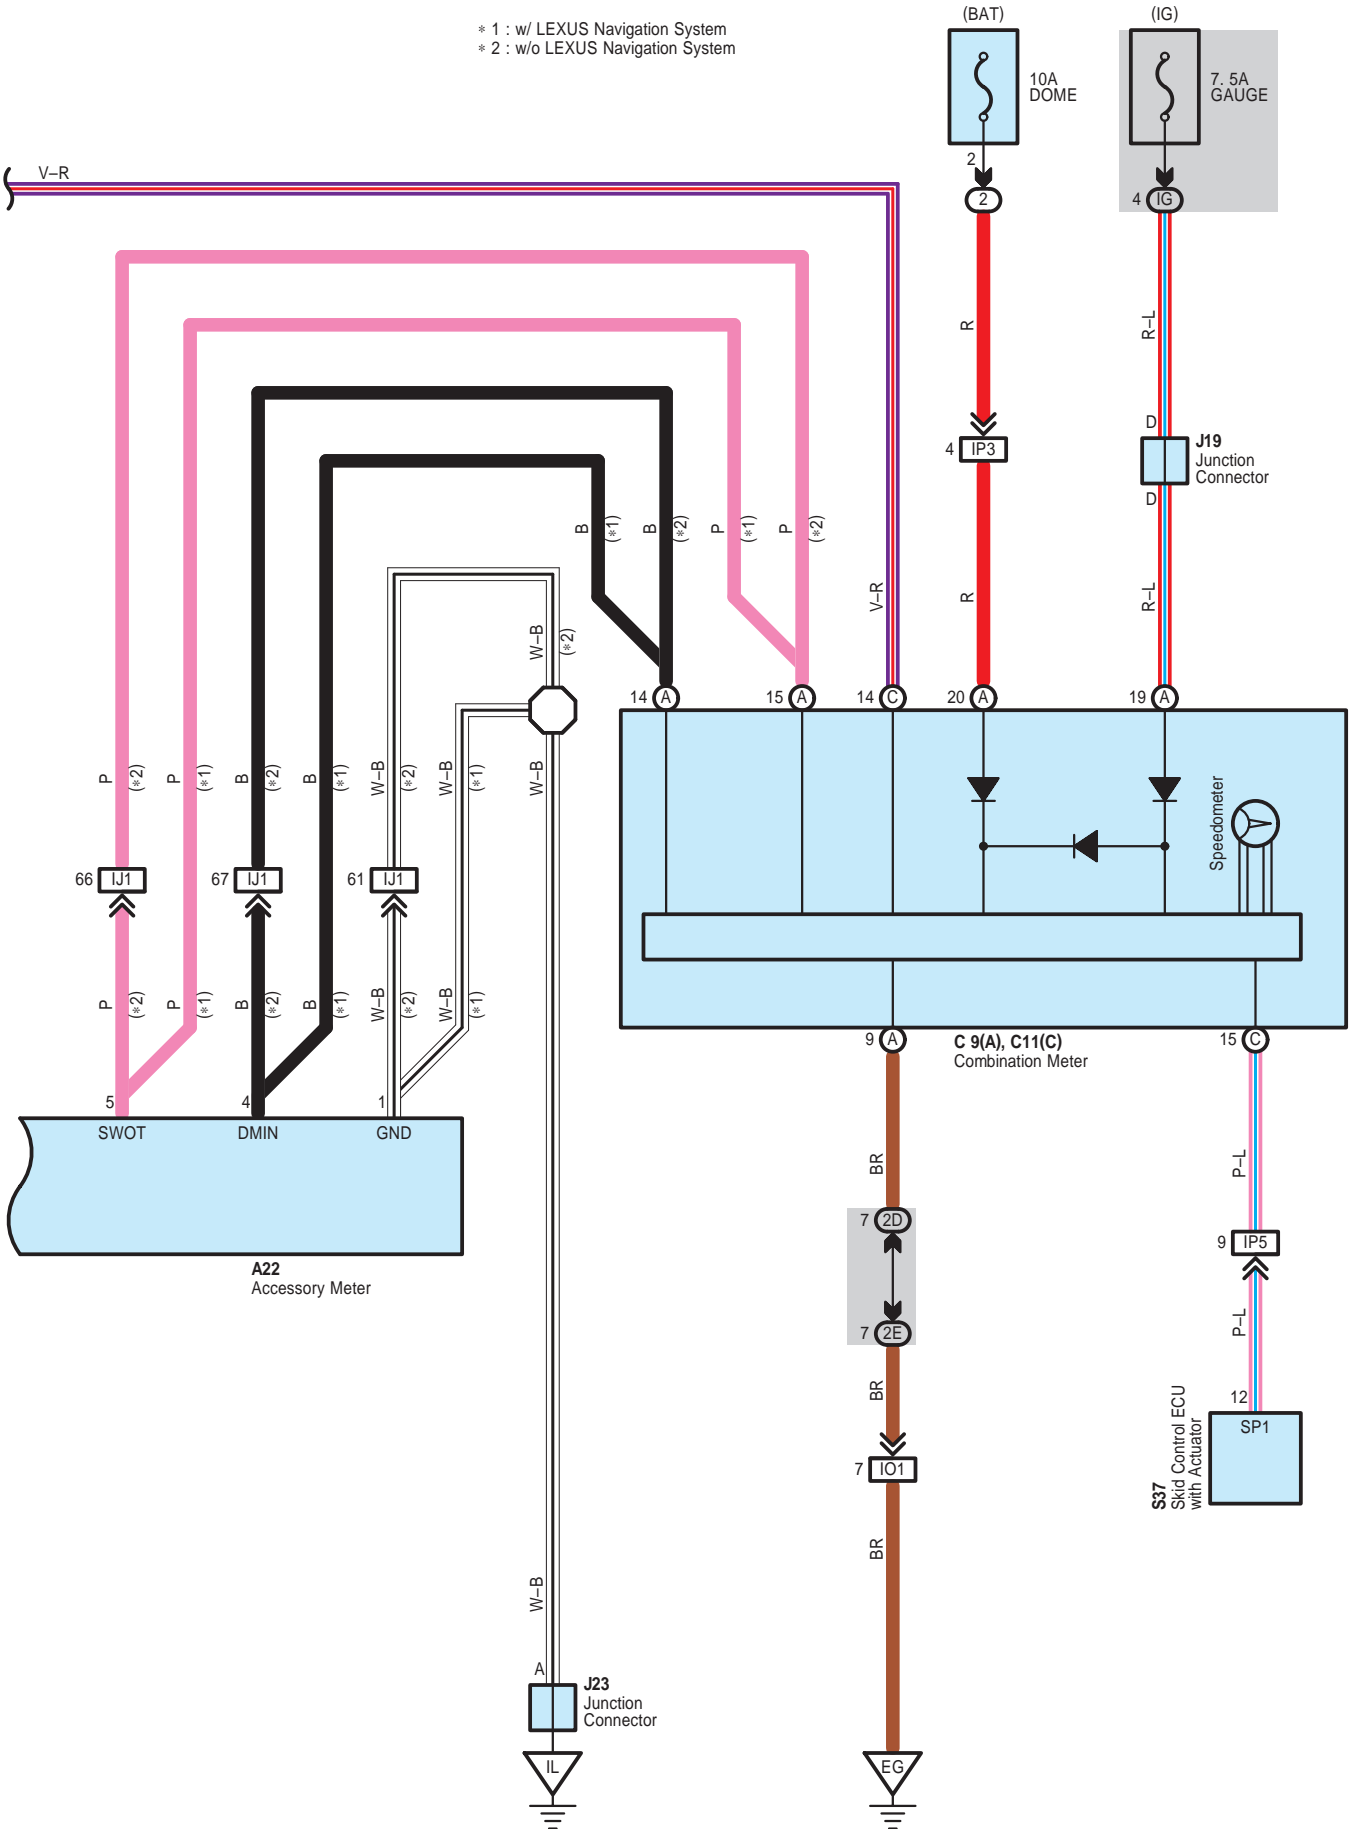 * 1 : w/ LEXUS Navigation System
* 2 : w/o LEXUS Navigation System
(BAT)
(IG)
10A
DOME
7. 5A
GAUGE
2
2
4
IG
V–R
R
R–L
D
4
IP3
J19
Junction
Connector
D
B
(*1)
B
(*2)
P
(*1)
P
(*2)
V–R
R
R–L
W–B
(*2)
14
A
15
A
14
C
20
A
19
A
P
(*2)
P
(*1)
B
(*2)
B
(*1)
W–B
(*2)
W–B
(*1)
W–B
Speedometer
66
IJ1
67
IJ1
61
IJ1
P
(*2)
P
(*1)
B
(*2)
B
(*1)
W–B
(*2)
W–B
(*1)
9
A
C 9(A), C11(C)
Combination Meter
15
C
5
4
1
SWOT
DMIN
GND
A22
Accessory Meter
BR
P–L
7
2D
9
IP5
7
2E
P–L
BR
12
SP1
S37
Skid Control ECU
with Actuator
7
IO1
BR
W–B
A
J23
Junction
Connector
IL
EG